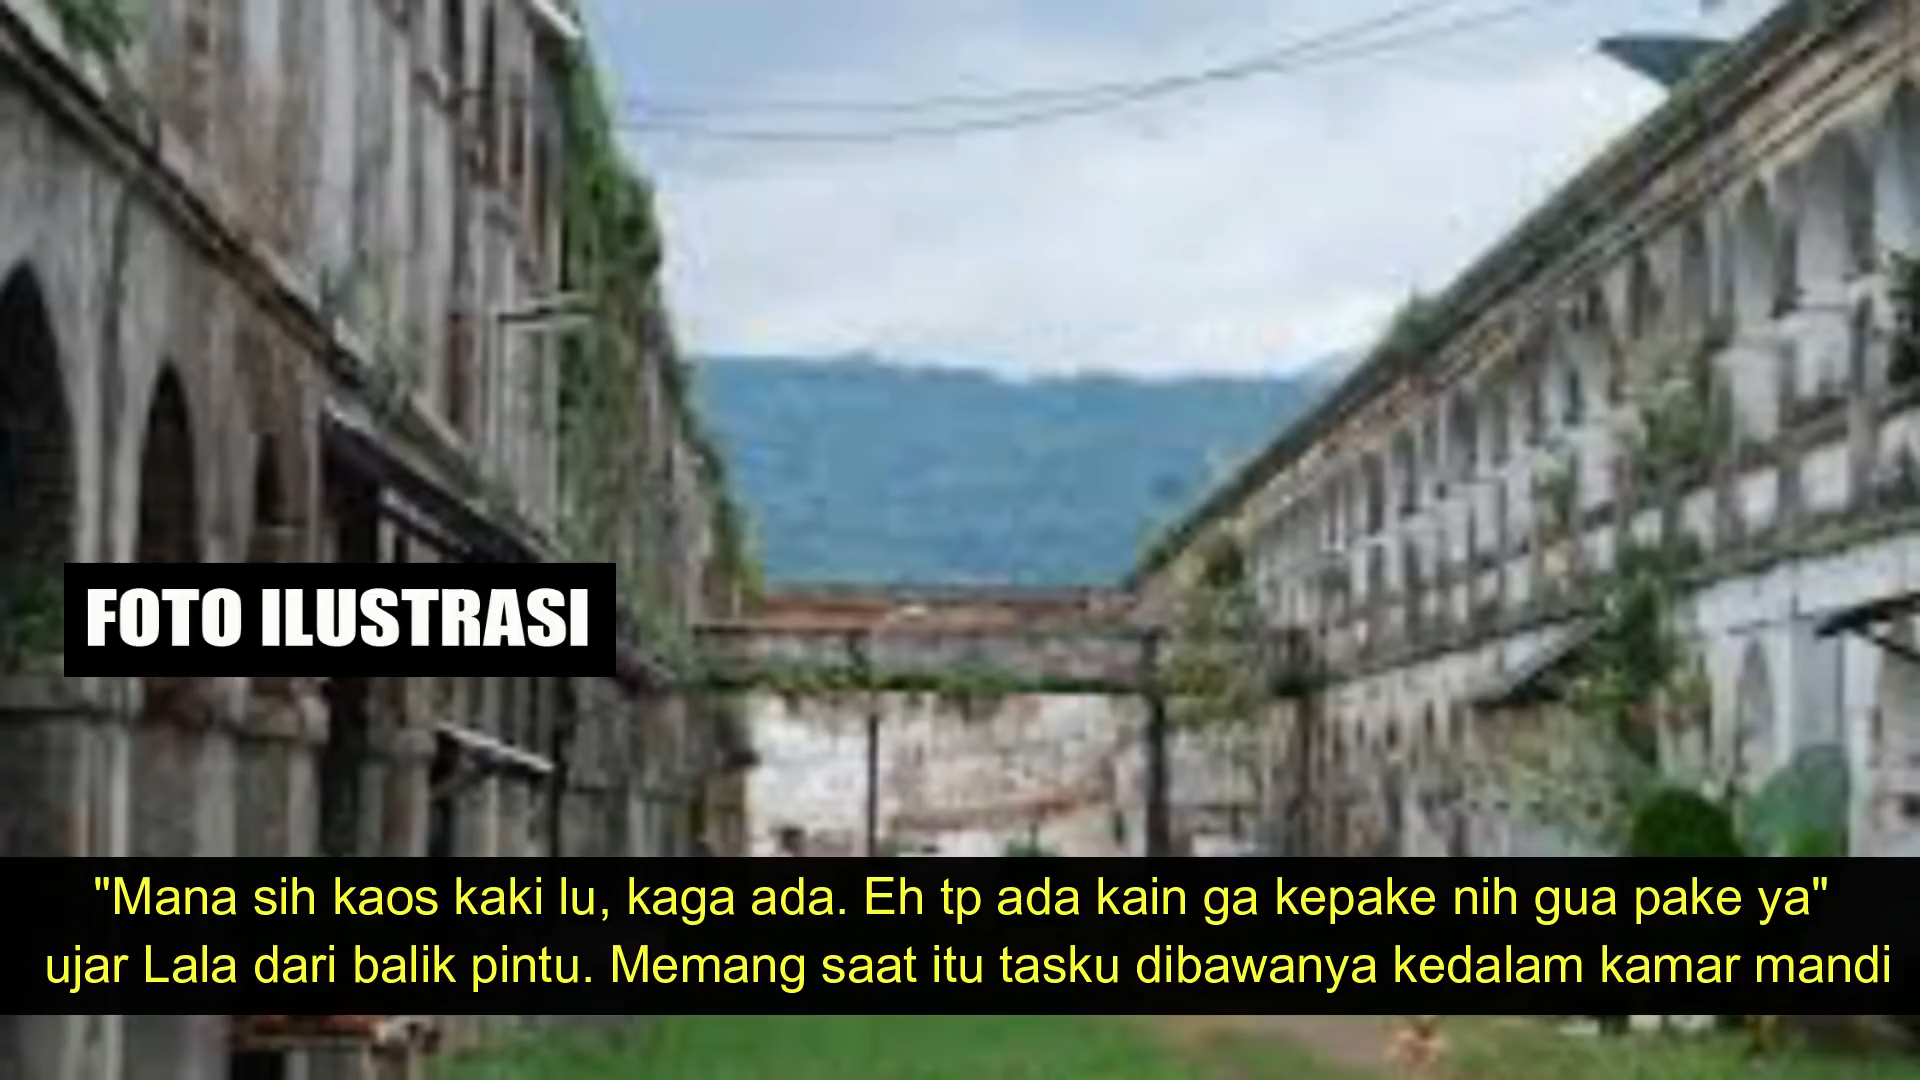 FOTO ILUSTRASI
"Mana sih kaos kaki lu, kaga ada. Eh tp ada kain ga kepake nih gua pake ya"
ujar Lala dari balik pintu. Memang saat itu tasku dibawanya kedalam kamar mandi